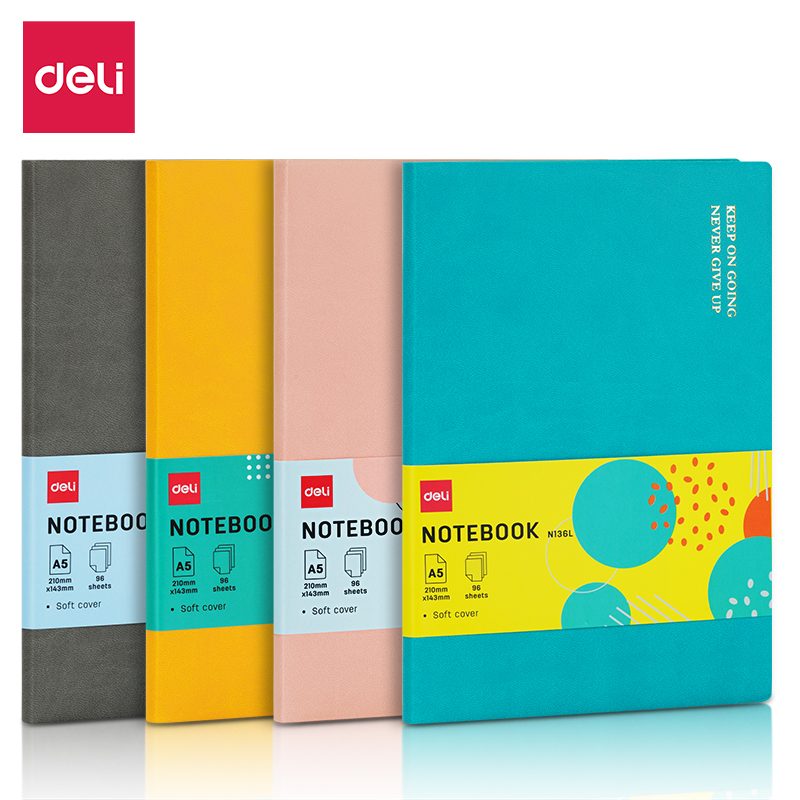 deli
deli
NOTEBOO
A5
210mm
x143mm
96
sheets
• Soft cover
deli
NOTEBOO
A5
210mm
x143mm
96
sheets
• Soft cover
deli
NOTEBOO
A5
210mm
x143mm
96
sheets
• Soft cover
KEEP ON GOING
NEVER GIVE UP
deli
NOTEBOOK N136L
A5
210mm
x143mm
96
sheets
• Soft cover